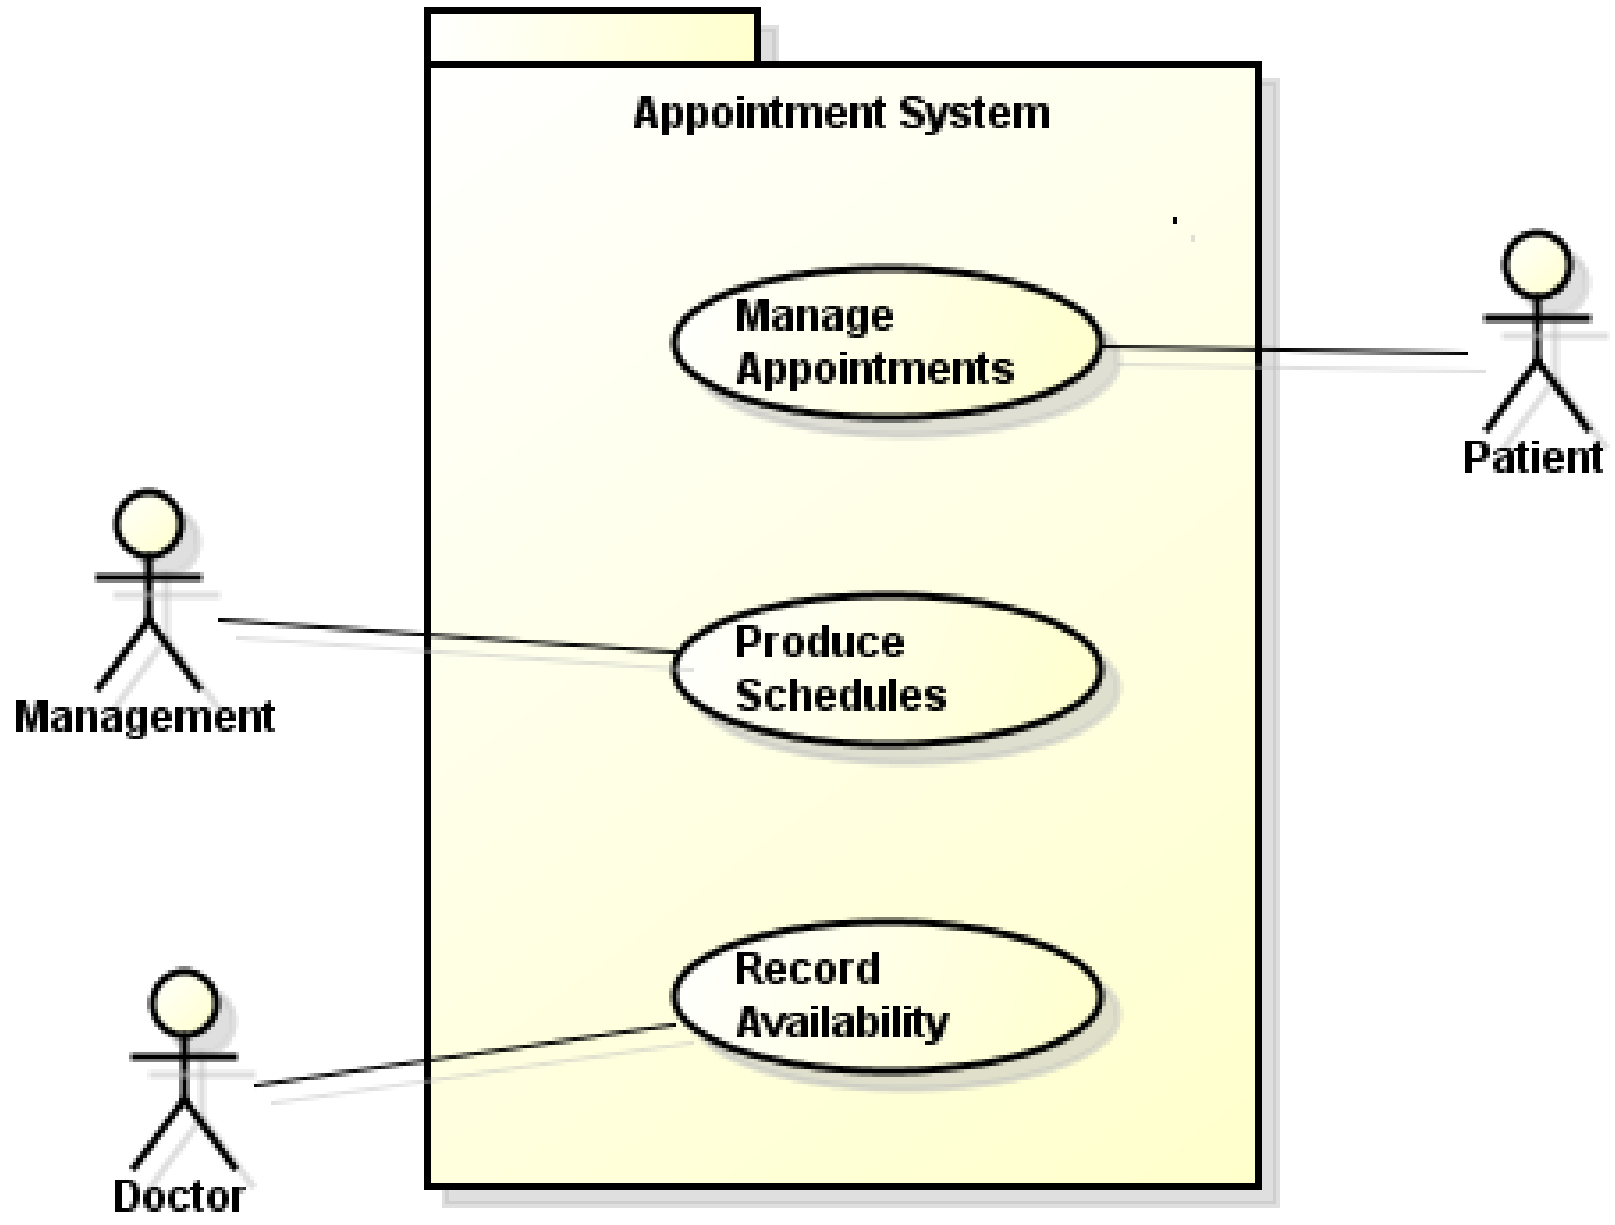 Appointment System
Manage
Appointments
Patient
Management
Produce
Schedules
Record
Availability
Doctor